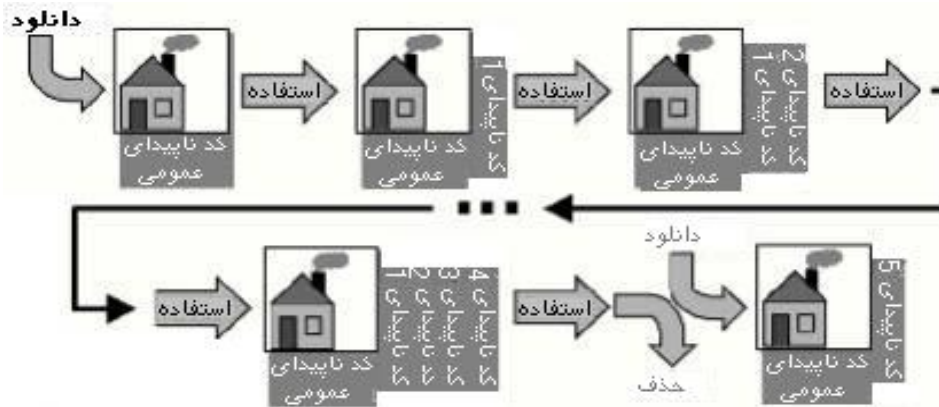 دانلود
کد ناپیدای
عمومی
استفاده
کد ناپیدای
عمومی
کد ناپیدای 1
استفاده
کد ناپیدای
عمومی
کد ناپیدای 1
کد ناپیدای 2
استفاده
استفاده
کد ناپیدای
عمومی
کد ناپیدای 1
کد ناپیدای 2
کد ناپیدای 3
کد ناپیدای 4
استفاده
دانلود
حذف
کد ناپیدای
عمومی
کد ناپیدای 5